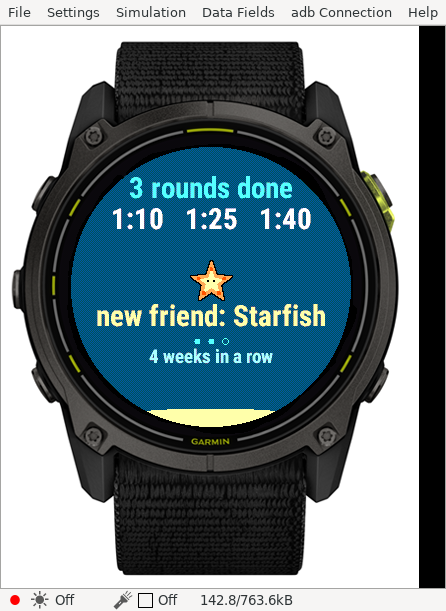 File Settings Simulation Data Fields adb Connection Help
3 rounds done
1:10 1:25 1:40
new friend: Starfish
4 weeks in a row
GARMIN
Off Off 142.8/763.6kB